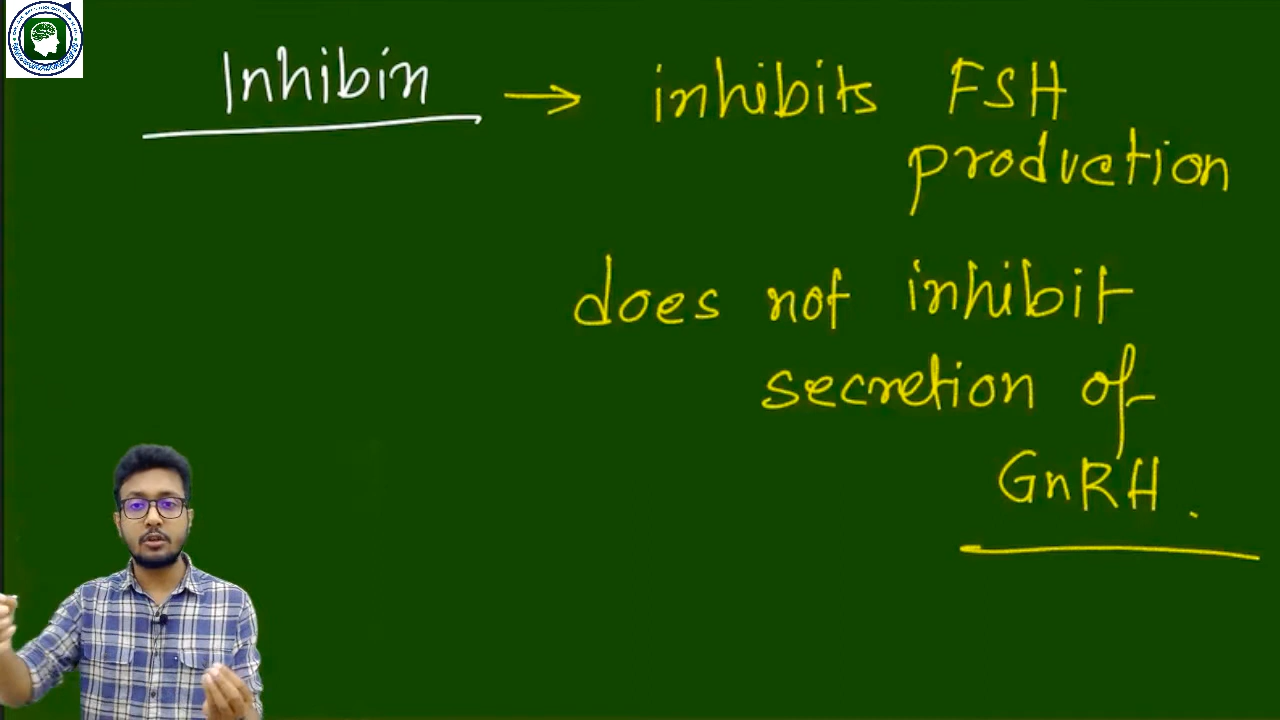 Inhibin → inhibits FSH
production
does not inhibit
secretion of
GnRH.